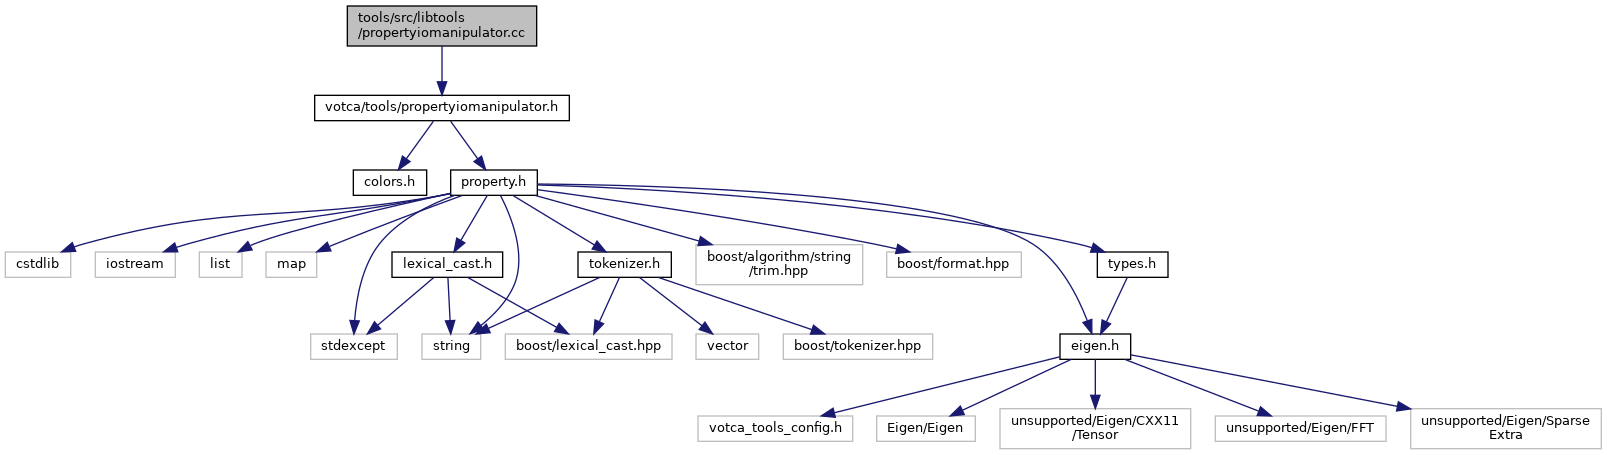 tools/src/libtools
/propertyiomanipulator.cc
votca/tools/propertyiomanipulator.h
colors.h
property.h
cstdlib
iostream
list
map
lexical_cast.h
tokenizer.h
boost/algorithm/string
/trim.hpp
boost/format.hpp
types.h
stdexcept
string
boost/lexical_cast.hpp
vector
boost/tokenizer.hpp
eigen.h
votca_tools_config.h
Eigen/Eigen
unsupported/Eigen/CXX11
/Tensor
unsupported/Eigen/FFT
unsupported/Eigen/Sparse
Extra